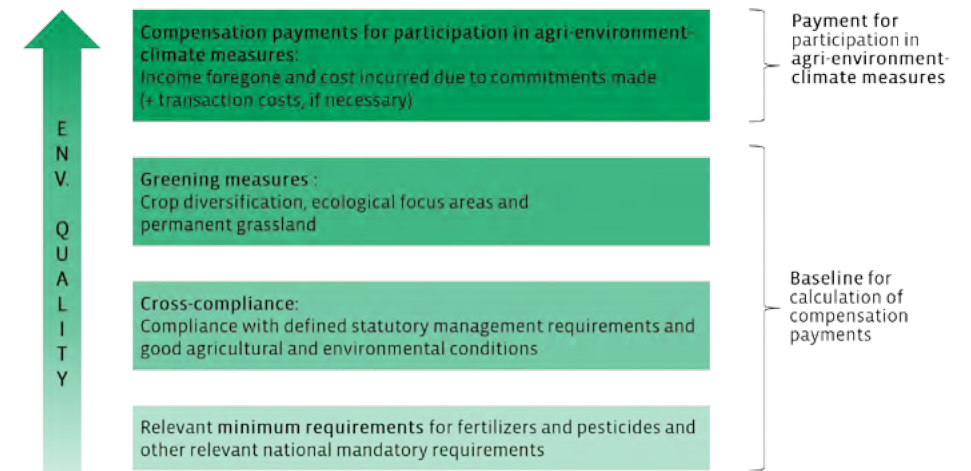 Compensation payments for participation in agri-environment-
climate measures:
Income foregone and cost incurred due to commitments made
(+ transaction costs, if necessary)
Payment for
participation in
agri-environment-
climate measures
ENV. QUALITY
Greening measures :
Crop diversification, ecological focus areas and
permanent grassland
Cross-compliance:
Compliance with defined statutory management requirements and
good agricultural and environmental conditions
Baseline for
calculation of
compensation
payments
Relevant minimum requirements for fertilizers and pesticides and
other relevant national mandatory requirements